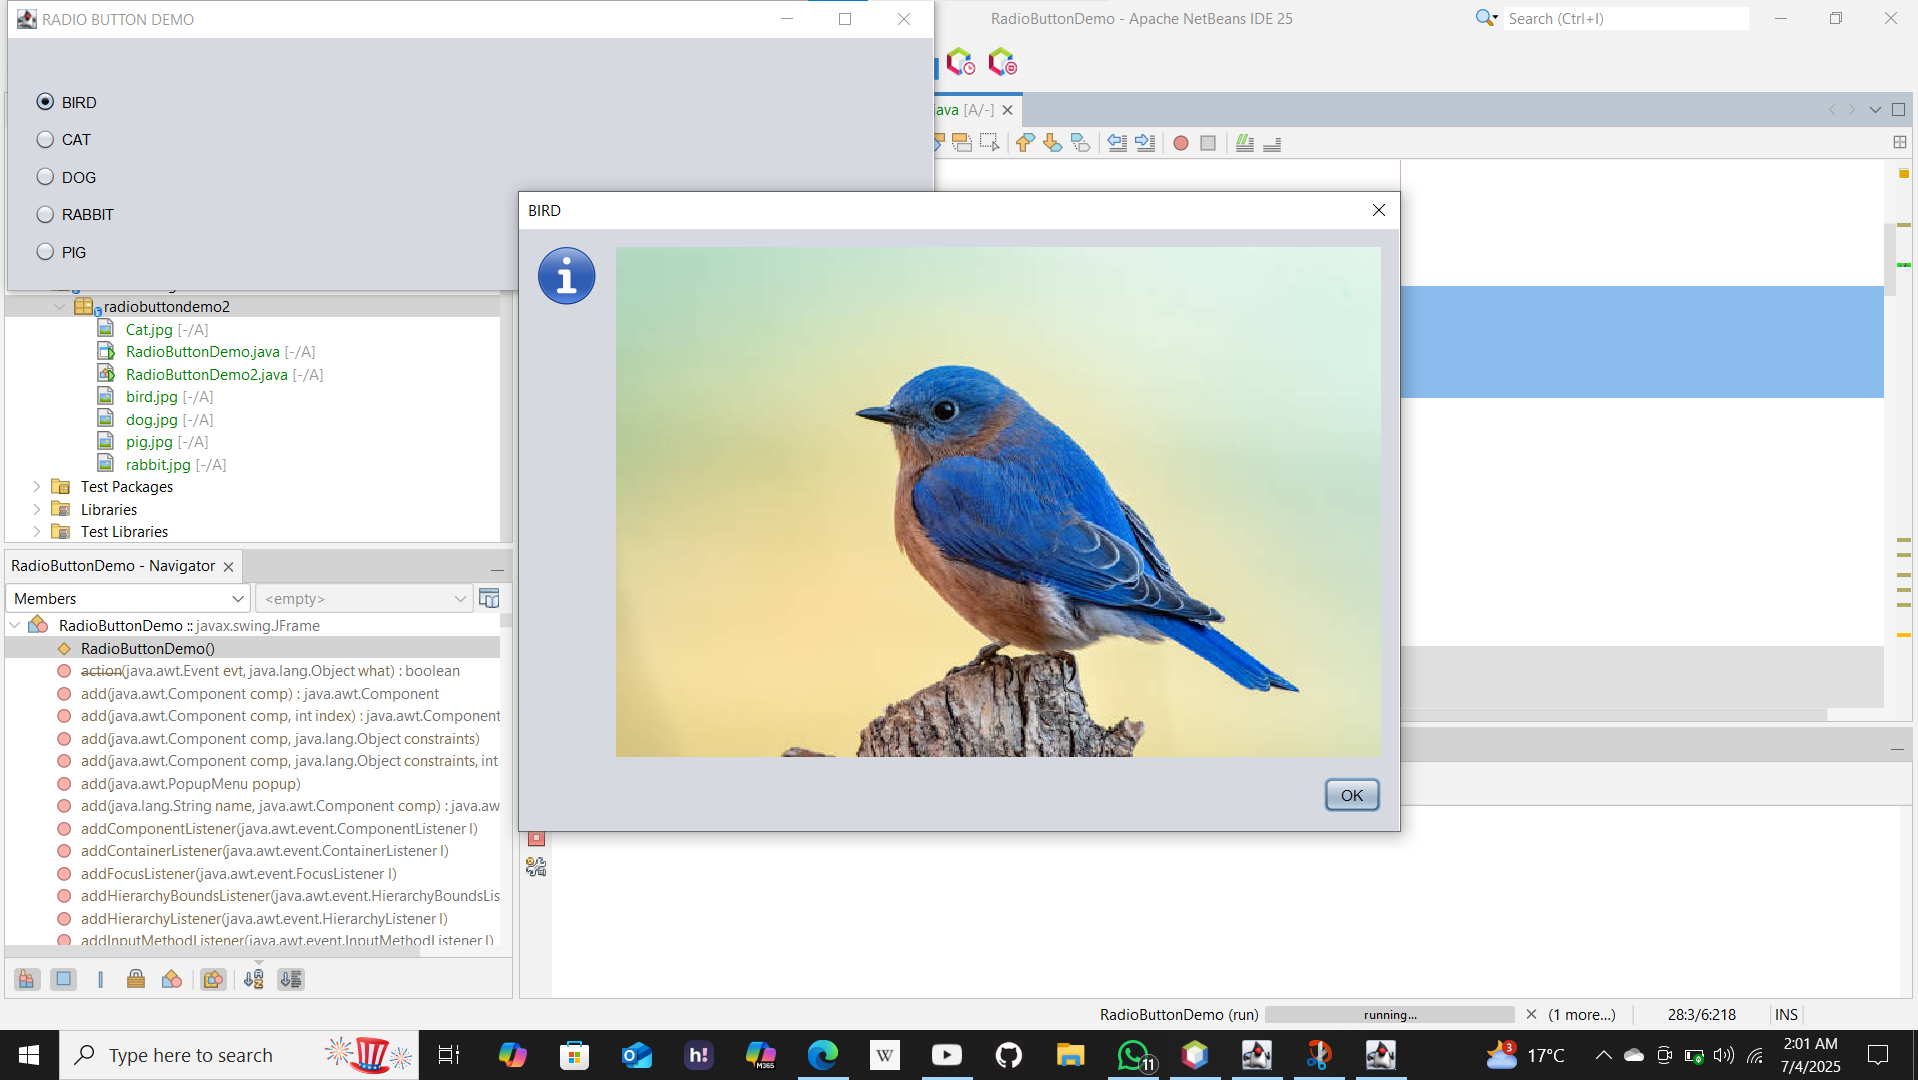 RADIO BUTTON DEMO
RadioButtonDemo - Apache NetBeans IDE 25
Search (Ctrl+I)
BIRD
CAT
DOG
RABBIT
PIG
ava [A/-]
BIRD
i
OK
radiobuttondemo2
Cat.jpg [-/A]
RadioButtonDemo.java [-/A]
RadioButtonDemo2.java [-/A]
bird.jpg [-/A]
dog.jpg [-/A]
pig.jpg [-/A]
rabbit.jpg [-/A]
Test Packages
Libraries
Test Libraries
RadioButtonDemo - Navigator
Members
<empty>
RadioButtonDemo :: javax.swing.JFrame
RadioButtonDemo()
action(java.awt.Event evt, java.lang.Object what) : boolean
add(java.awt.Component comp) : java.awt.Component
add(java.awt.Component comp, int index) : java.awt.Component
add(java.awt.Component comp, java.lang.Object constraints)
add(java.awt.Component comp, java.lang.Object constraints, int
add(java.awt.PopupMenu popup)
add(java.lang.String name, java.awt.Component comp) : java.aw
addComponentListener(java.awt.event.ComponentListener l)
addContainerListener(java.awt.event.ContainerListener l)
addFocusListener(java.awt.event.FocusListener l)
addHierarchyBoundsListener(java.awt.event.HierarchyBoundsLis
addHierarchyListener(java.awt.event.HierarchyListener l)
addInputMethodListener(java.awt.event.InputMethodListener l)
RadioButtonDemo (run)
running...
(1 more...)
28:3/6:218
INS
Type here to search
h!
M365
W
11
3
17°C
2:01 AM
7/4/2025